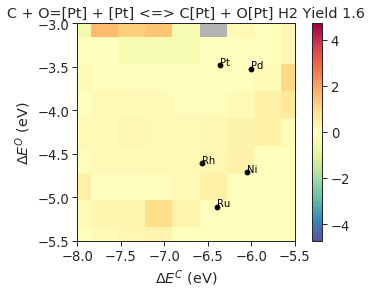 C + O=[Pt] + [Pt] <=> C[Pt] + O[Pt] H2 Yield 1.6
−3.0
−3.5
−4.0
−4.5
−5.0
−5.5
ΔE^O (eV)
Pt
Pd
Rh
Ni
Ru
−8.0 −7.5 −7.0 −6.5 −6.0 −5.5
ΔE^C (eV)
4
2
0
−2
−4